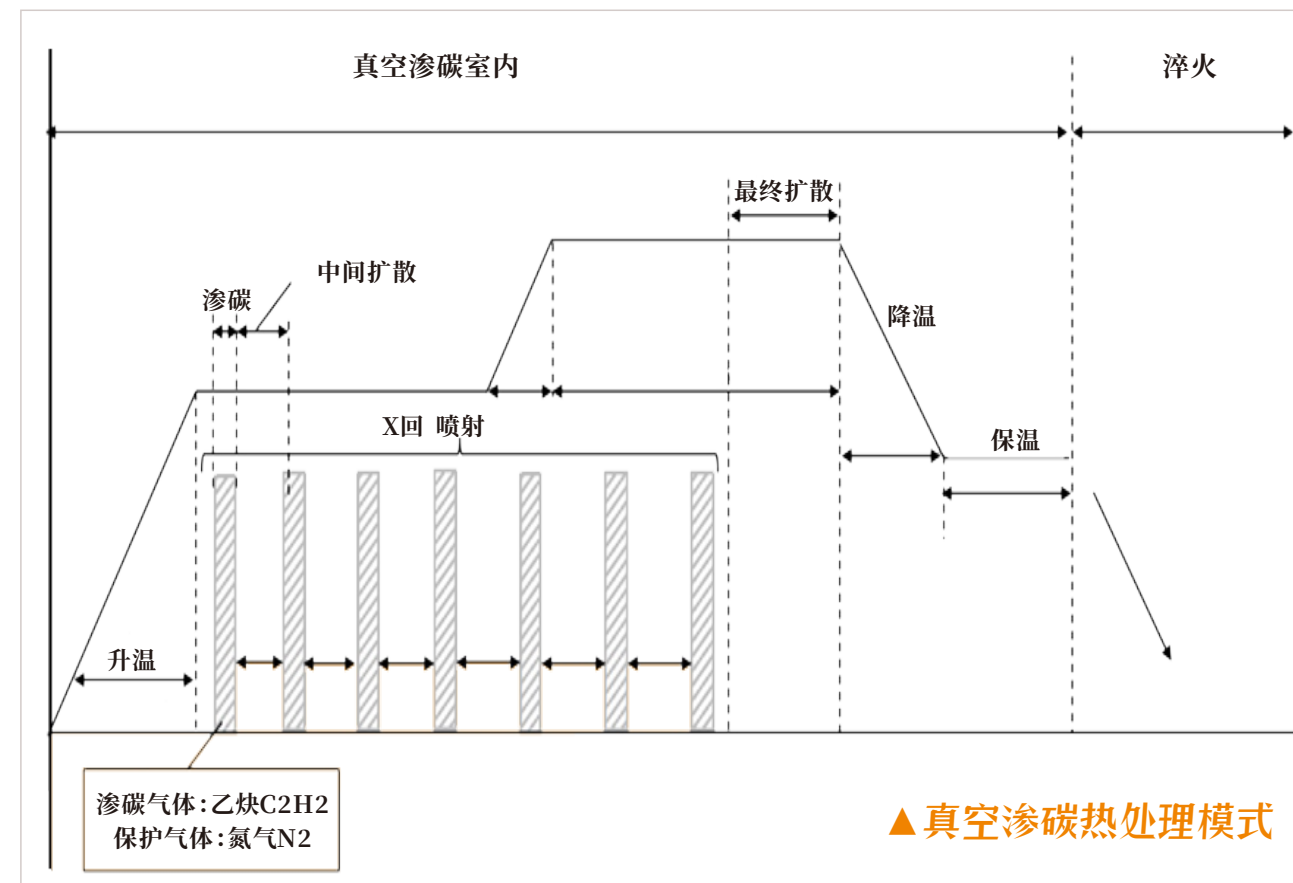 真空渗碳室内
淬火
最终扩散
中间扩散
渗碳
降温
X回 喷射
保温
升温
渗碳气体:乙炔C2H2
保护气体:氮气N2
▲真空渗碳热处理模式